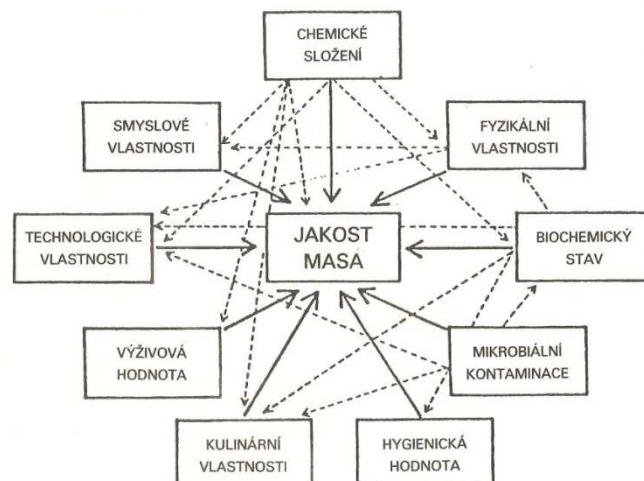 CHEMICKÉ
SLOŽENÍ
SMYSLOVÉ
VLASTNOSTI
FYZIKÁLNÍ
VLASTNOSTI
TECHNOLOGICKÉ
VLASTNOSTI
JAKOST
MASA
BIOCHEMICKÝ
STAV
VÝŽIVOVÁ
HODNOTA
MIKROBIÁLNÍ
KONTAMINACE
KULINÁRNÍ
VLASTNOSTI
HYGIENICKÁ
HODNOTA